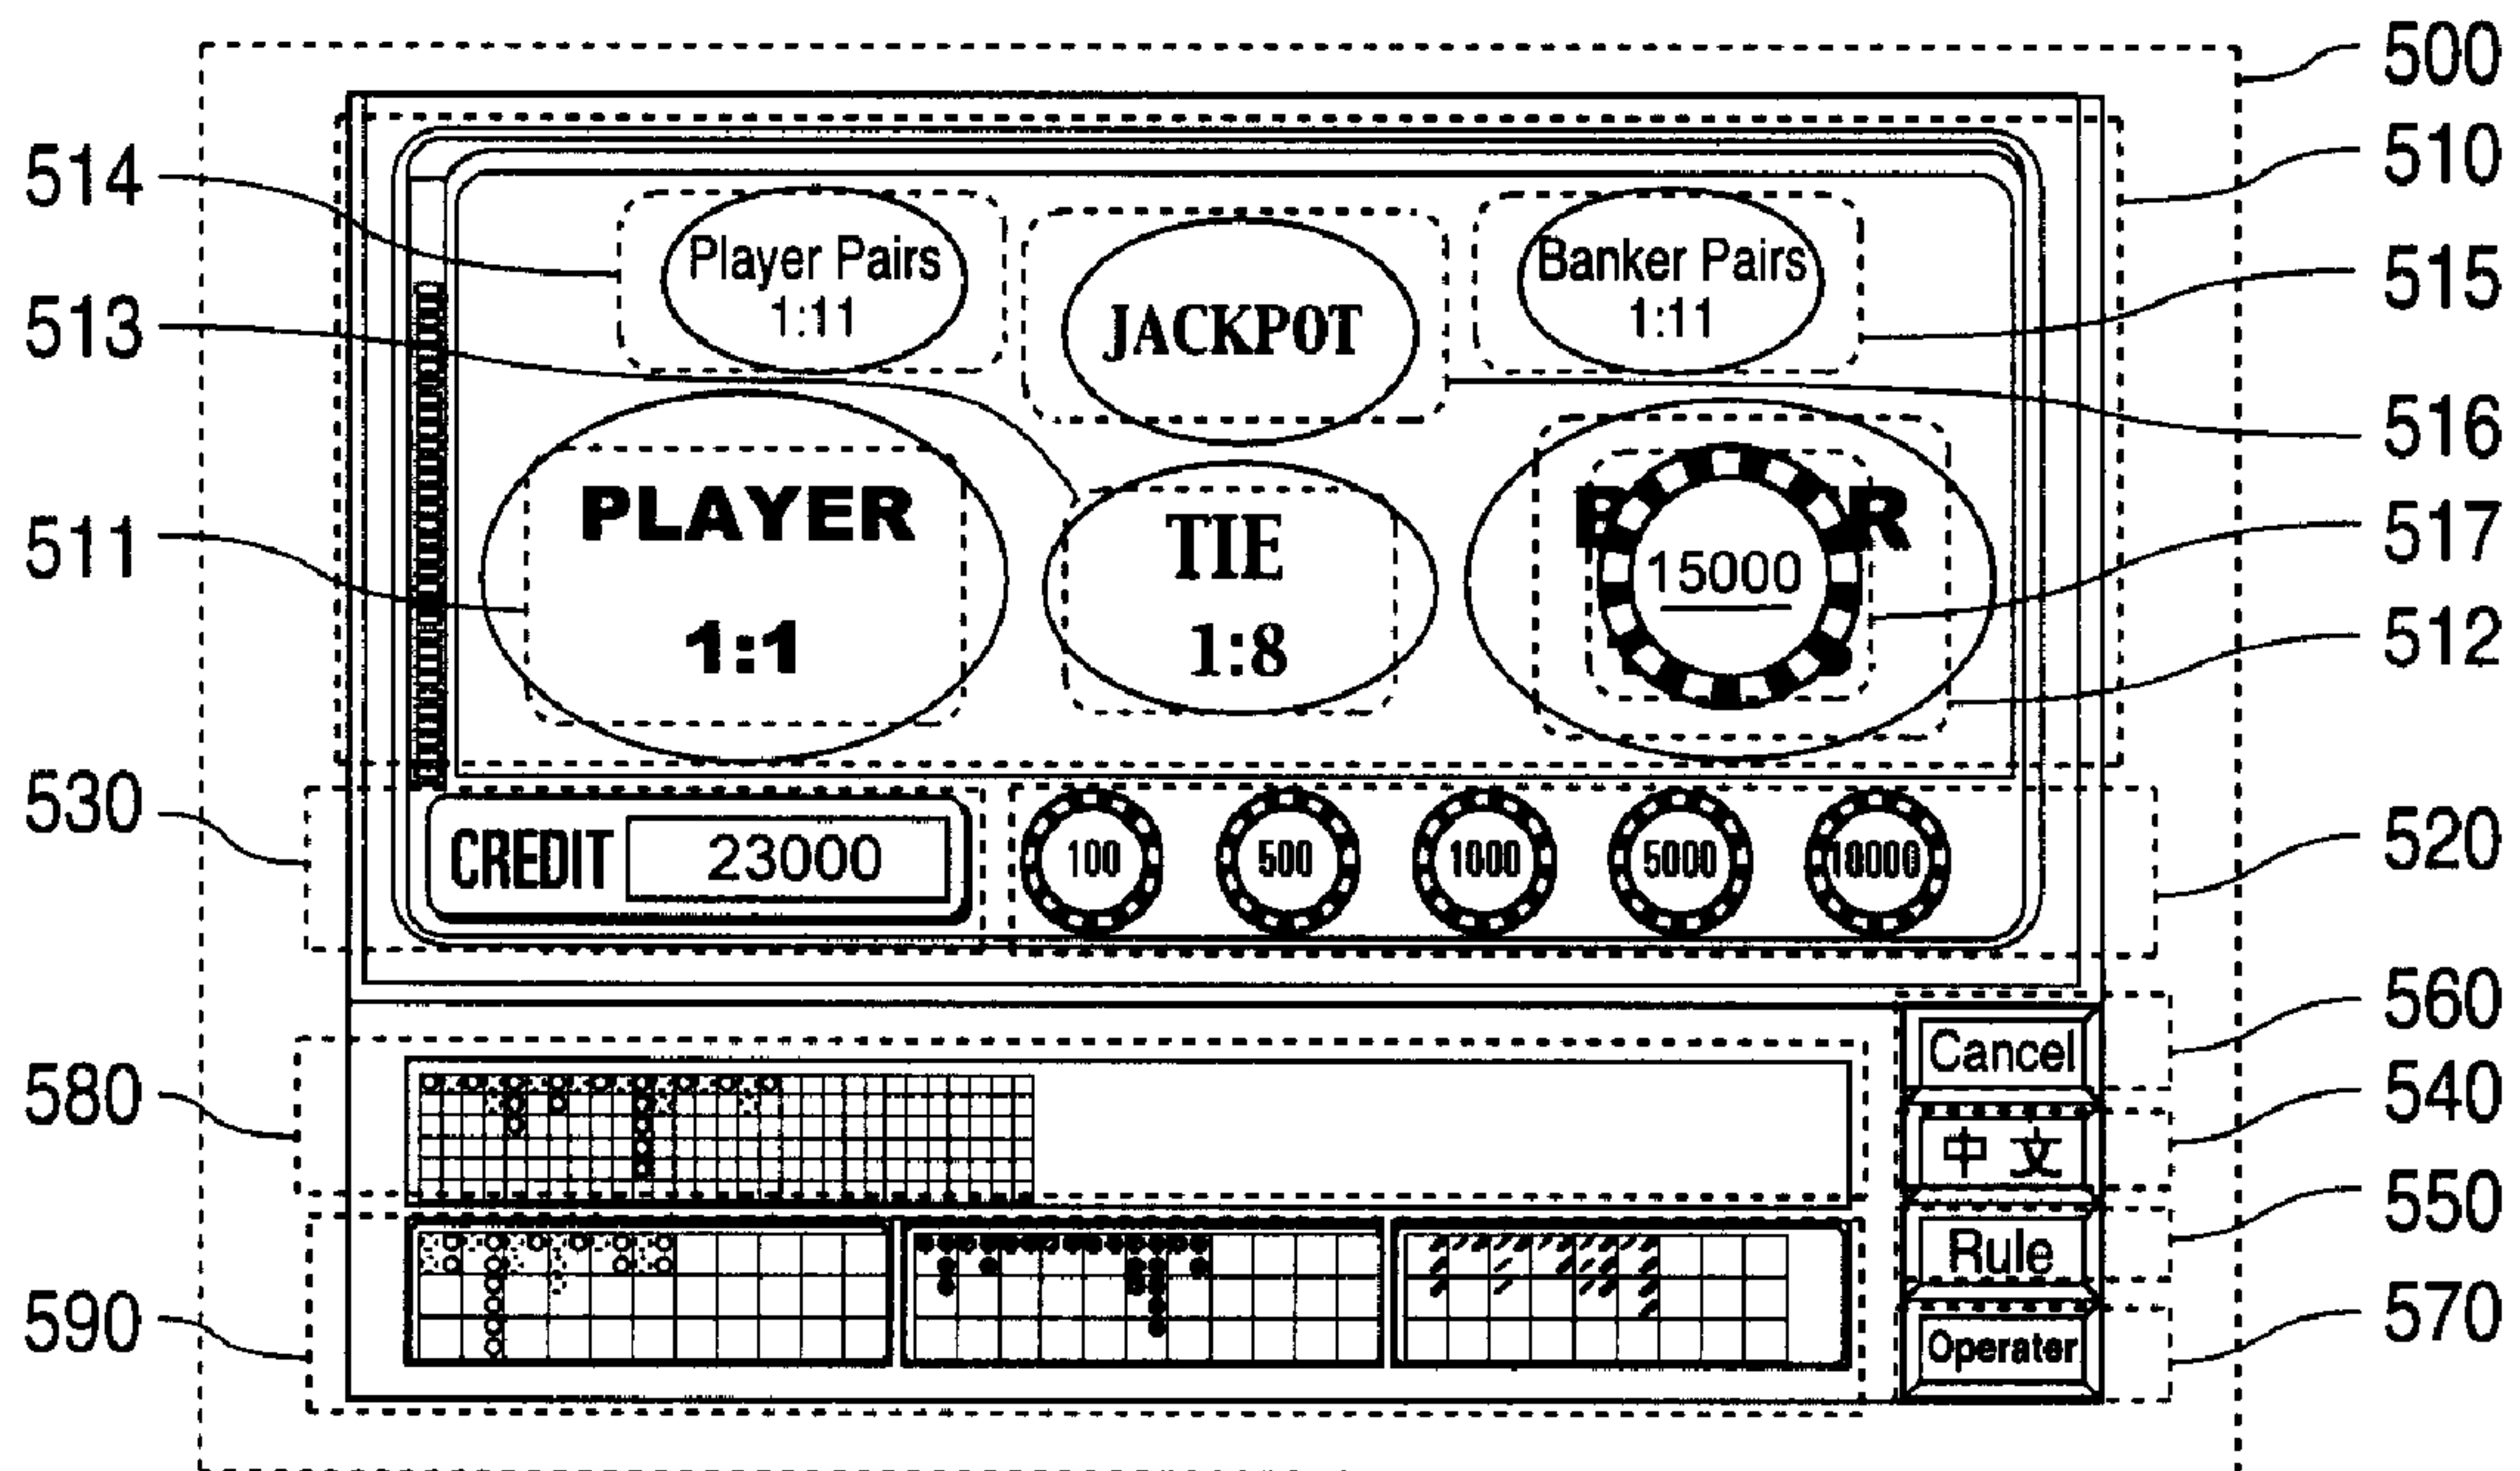 500
510
514
Player Pairs
1:11
JACKPOT
Banker Pairs
1:11
515
513
516
511
PLAYER
1:1
TIE
1:8
B R
15000
517
512
530
CREDIT 23000
100 500 1000 5000 10000
520
560
Cancel
580
540
中文
550
Rule
590
570
Operater